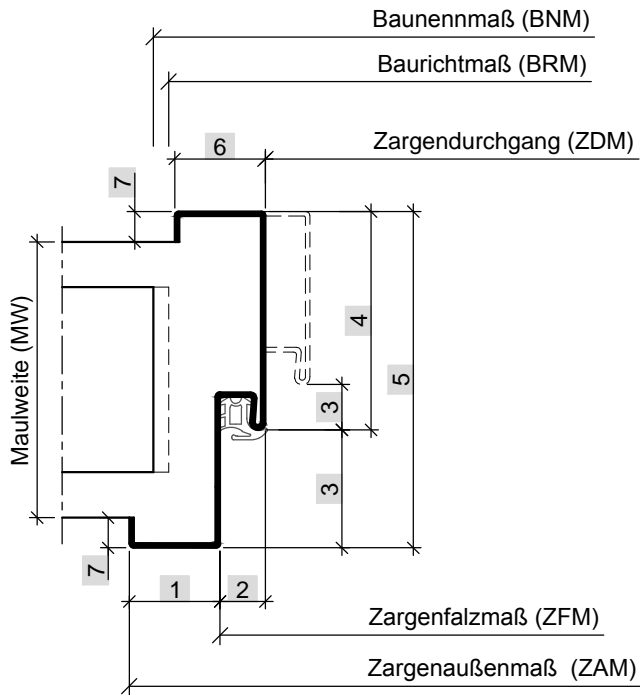 Baunennmaß (BNM)
Baurichtmaß (BRM)
6
Zargendurchgang (ZDM)
7
Maulweite (MW)
4
5
3
3
7
1
2
Zargenfalzmaß (ZFM)
Zargenaußenmaß (ZAM)